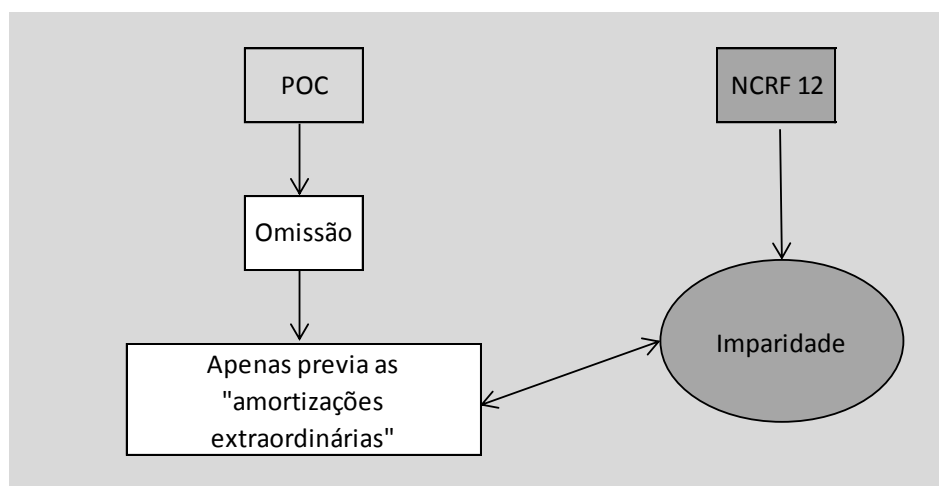 POC
NCRF 12
Omissão
Imparidade
Apenas previa as
"amortizações
extraordinárias"